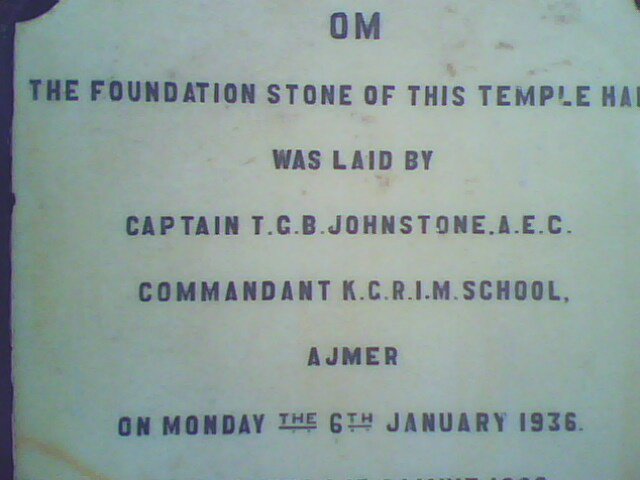 OM
THE FOUNDATION STONE OF THIS TEMPLE HAL
WAS LAID BY
CAPTAIN T.G.B.JOHNSTONE.A.E.C.
COMMANDANT K.G.R.I.M.SCHOOL,
AJMER
ON MONDAY THE 6TH JANUARY 1936.